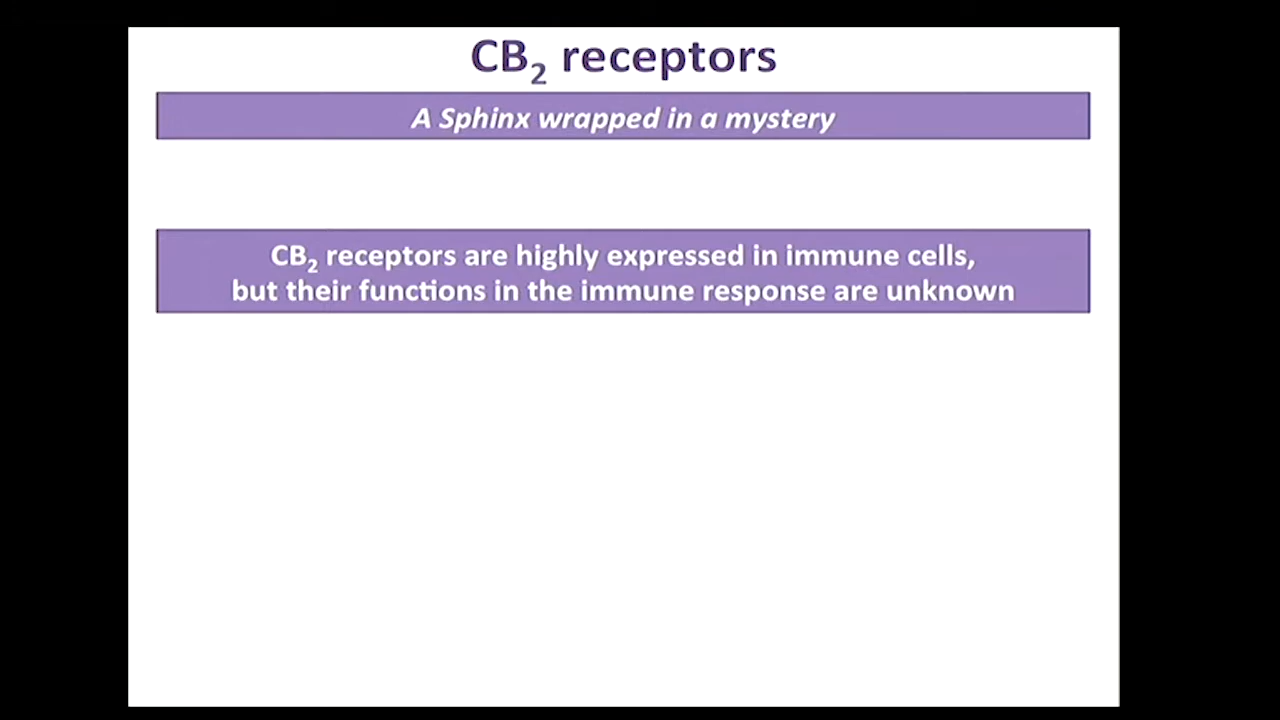 CB₂ receptors
A Sphinx wrapped in a mystery
CB₂ receptors are highly expressed in immune cells,
but their functions in the immune response are unknown